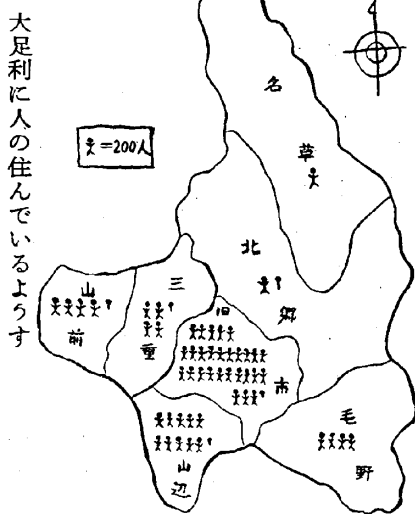 大足利に人の住んでいるようす
=200人
名草
北郷
山前
三重
旧市
山辺
毛野